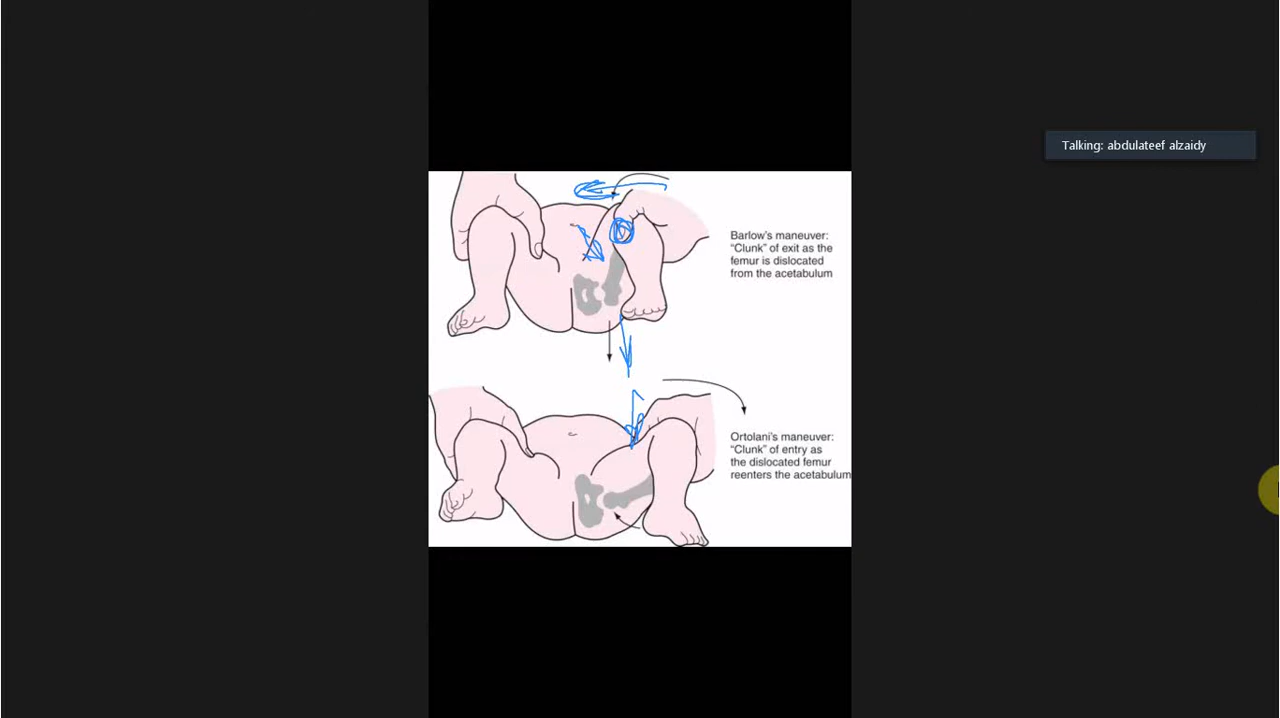 Talking: abdulateef alzaidy
Barlow's maneuver:
“Clunk” of exit as the
femur is dislocated
from the acetabulum
Ortolani's maneuver:
“Clunk” of entry as
the dislocated femur
reenters the acetabulum